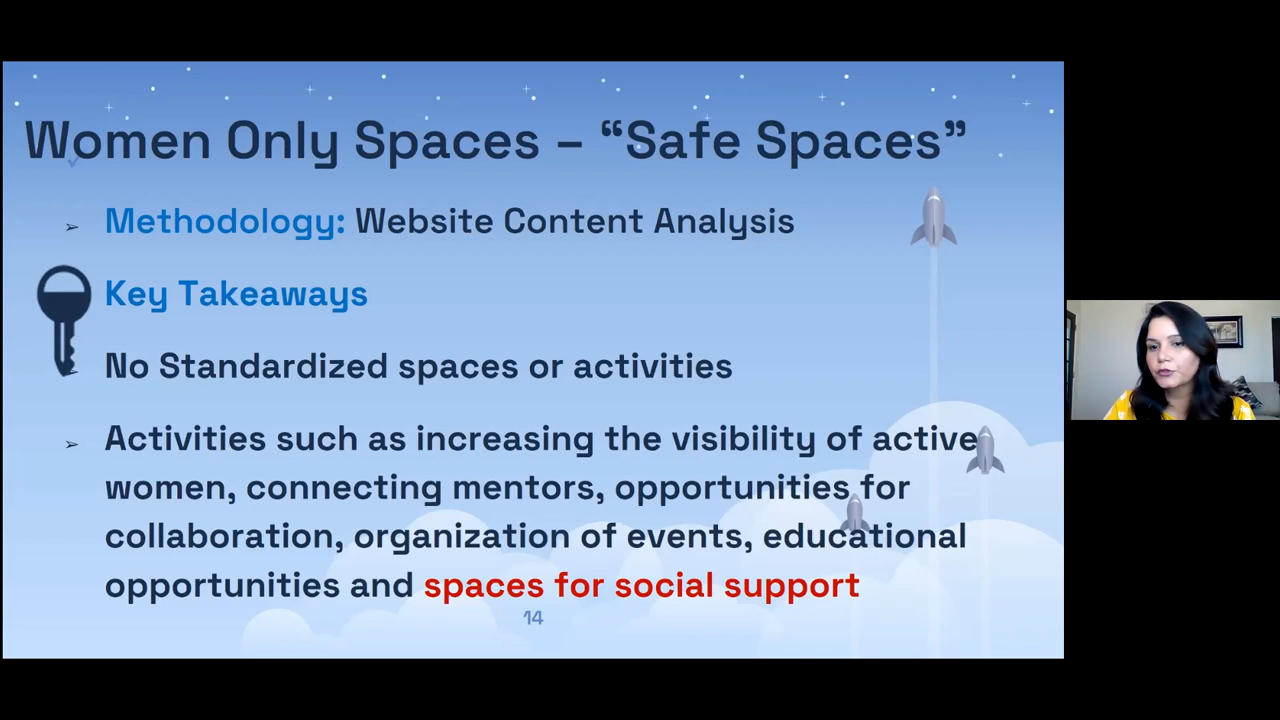 Women Only Spaces – “Safe Spaces”
Methodology: Website Content Analysis
Key Takeaways
No Standardized spaces or activities
Activities such as increasing the visibility of active
women, connecting mentors, opportunities for
collaboration, organization of events, educational
opportunities and spaces for social support
14